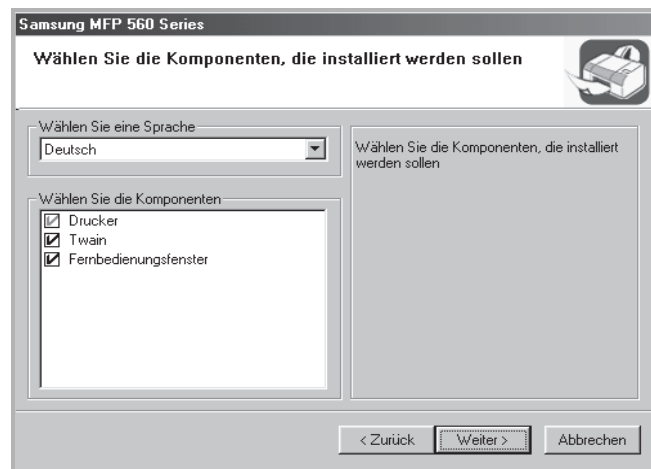 Samsung MFP 560 Series
Wählen Sie die Komponenten, die installiert werden sollen
Wählen Sie eine Sprache
Deutsch
Wählen Sie die Komponenten, die installiert
werden sollen
Wählen Sie die Komponenten
Drucker
Twain
Fernbedienungsfenster
< Zurück
Weiter >
Abbrechen